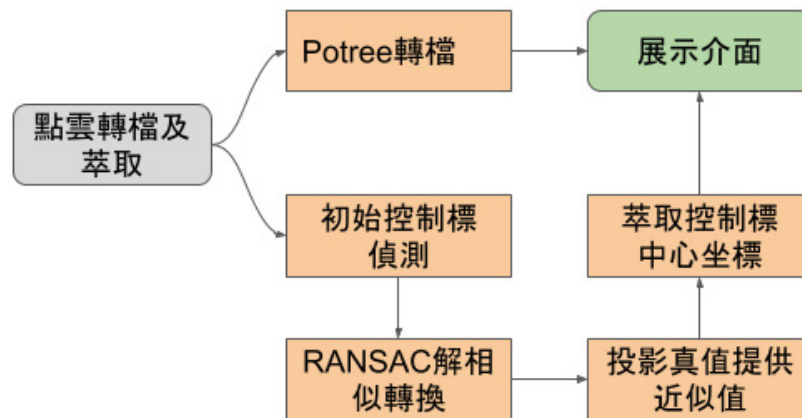 Potree轉檔
展示介面
點雲轉檔及
萃取
初始控制標
偵測
萃取控制標
中心坐標
RANSAC解相
似轉換
投影真值提供
近似值